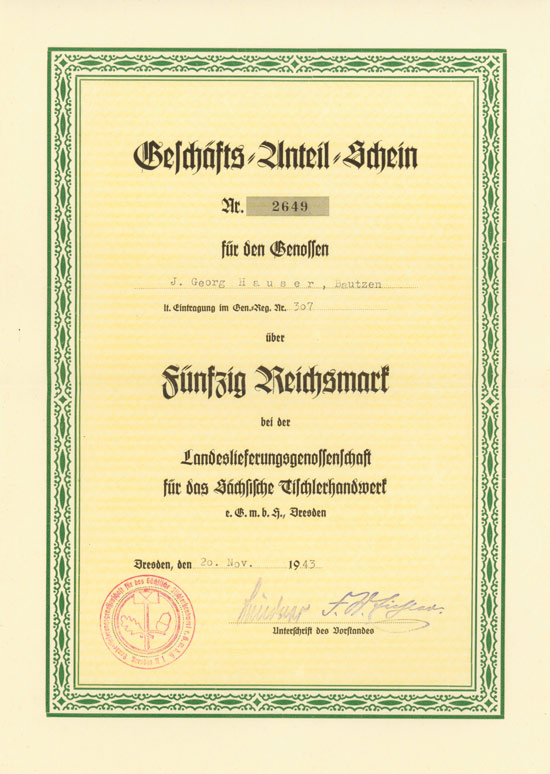 Geschäfts-Anteil-Schein
Nr. 2649
für den Genossen
J. Georg Hauser, Bautzen
lt. Eintragung im Gen.-Reg. Nr. 307
über
Fünfzig Reichsmark
bei der
Landeslieferungsgenossenschaft
für das Sächsische Tischlerhandwerk
e. G. m. b. H., Dresden
Dresden, den 20. Nov. 1943
Unterschrift des Vorstandes